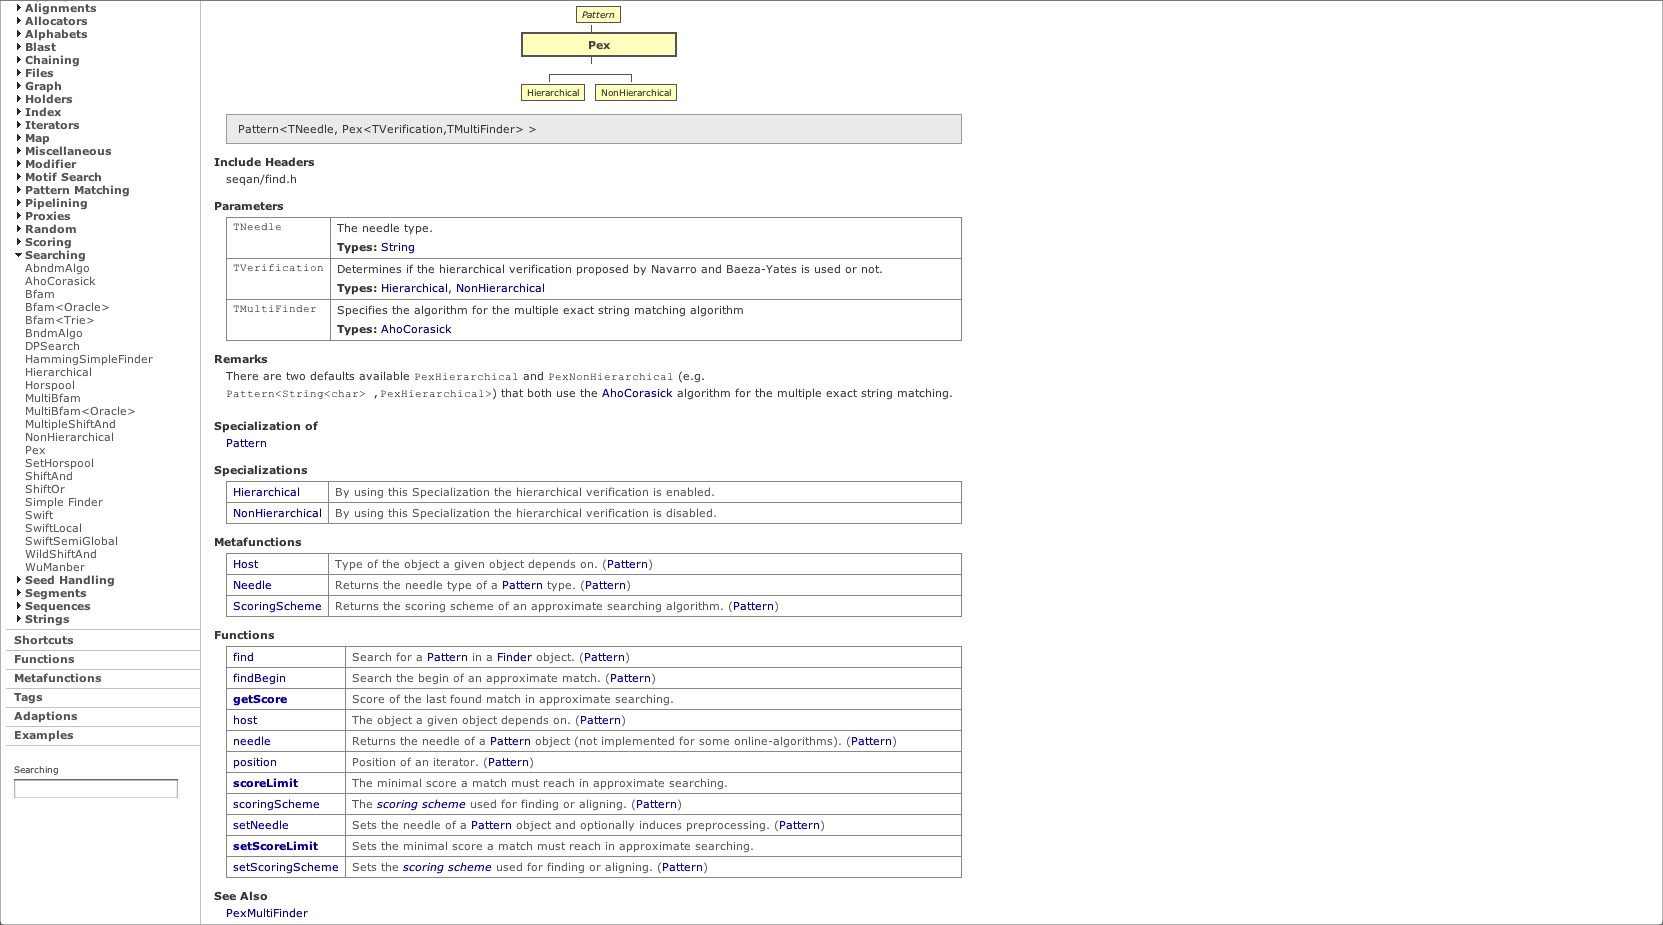 Alignments
Allocators
Alphabets
Blast
Chaining
Files
Graph
Holders
Index
Iterators
Map
Miscellaneous
Modifier
Motif Search
Pattern Matching
Pipelining
Proxies
Random
Scoring
Searching
AbndmAlgo
AhoCorasick
Bfam
Bfam<Oracle>
Bfam<Trie>
BndmAlgo
DPSearch
HammingSimpleFinder
Hierarchical
Horspool
MultiBfam
MultiBfam<Oracle>
MultipleShiftAnd
NonHierarchical
Pex
SetHorspool
ShiftAnd
ShiftOr
Simple Finder
Swift
SwiftLocal
SwiftSemiGlobal
WildShiftAnd
WuManber
Seed Handling
Segments
Sequences
Strings
Shortcuts
Functions
Metafunctions
Tags
Adaptions
Examples
Searching
Pattern
Pex
Hierarchical NonHierarchical
Pattern<TNeedle, Pex<TVerification,TMultiFinder> >
Include Headers
seqan/find.h
Parameters
TNeedle The needle type.
Types: String
TVerification Determines if the hierarchical verification proposed by Navarro and Baeza-Yates is used or not.
Types: Hierarchical, NonHierarchical
TMultiFinder Specifies the algorithm for the multiple exact string matching algorithm
Types: AhoCorasick
Remarks
There are two defaults available PexHierarchical and PexNonHierarchical (e.g.
Pattern<String<char> ,PexHierarchical>) that both use the AhoCorasick algorithm for the multiple exact string matching.
Specialization of
Pattern
Specializations
Hierarchical By using this Specialization the hierarchical verification is enabled.
NonHierarchical By using this Specialization the hierarchical verification is disabled.
Metafunctions
Host Type of the object a given object depends on. (Pattern)
Needle Returns the needle type of a Pattern type. (Pattern)
ScoringScheme Returns the scoring scheme of an approximate searching algorithm. (Pattern)
Functions
find Search for a Pattern in a Finder object. (Pattern)
findBegin Search the begin of an approximate match. (Pattern)
getScore Score of the last found match in approximate searching.
host The object a given object depends on. (Pattern)
needle Returns the needle of a Pattern object (not implemented for some online-algorithms). (Pattern)
position Position of an iterator. (Pattern)
scoreLimit The minimal score a match must reach in approximate searching.
scoringScheme The scoring scheme used for finding or aligning. (Pattern)
setNeedle Sets the needle of a Pattern object and optionally induces preprocessing. (Pattern)
setScoreLimit Sets the minimal score a match must reach in approximate searching.
setScoringScheme Sets the scoring scheme used for finding or aligning. (Pattern)
See Also
PexMultiFinder